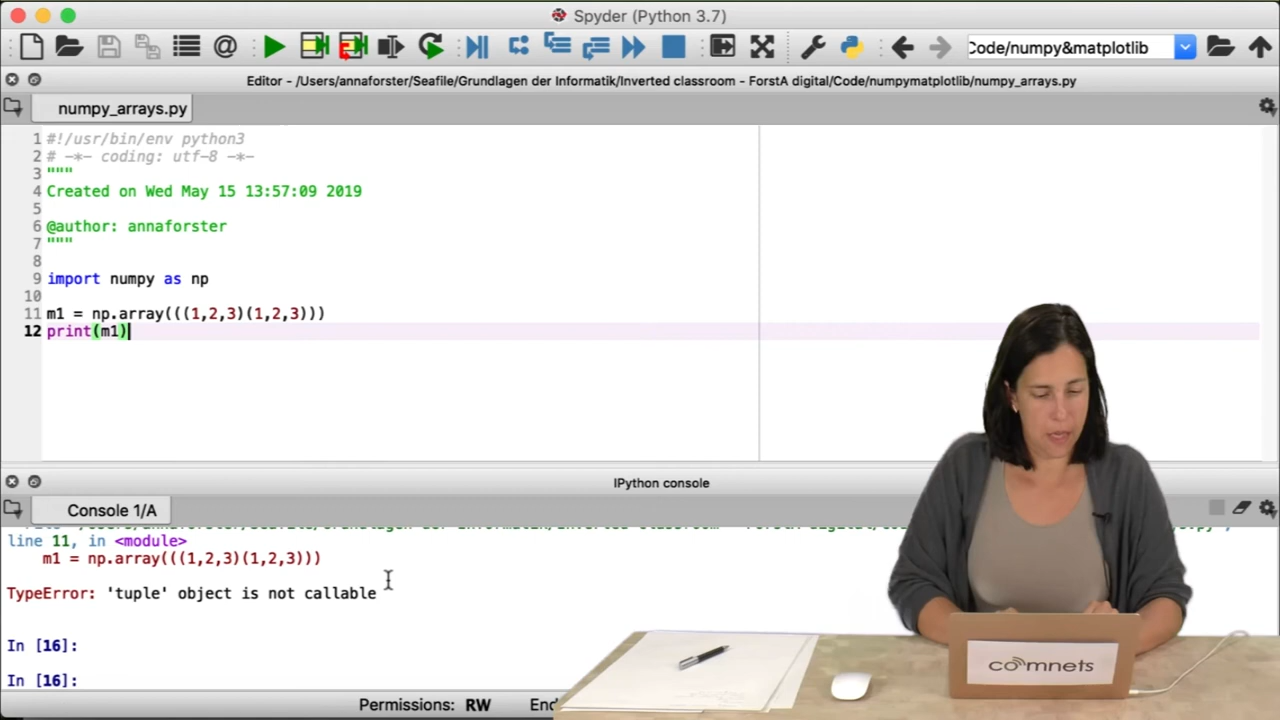 Spyder (Python 3.7)
Code/numpy&matplotlib
Editor - /Users/annaforster/Seafile/Grundlagen der Informatik/Inverted classroom - ForstA digital/Code/numpymatplotlib/numpy_arrays.py
numpy_arrays.py
1 #!/usr/bin/env python3
2 # -*- coding: utf-8 -*-
3 """
4 Created on Wed May 15 13:57:09 2019
5
6 @author: annaforster
7 """
8
9 import numpy as np
10
11 m1 = np.array(((1,2,3)(1,2,3)))
12 print(m1)
IPython console
Console 1/A
line 11, in <module>
m1 = np.array(((1,2,3)(1,2,3)))
TypeError: 'tuple' object is not callable
In [16]:
In [16]:
Permissions: RW End
comnets